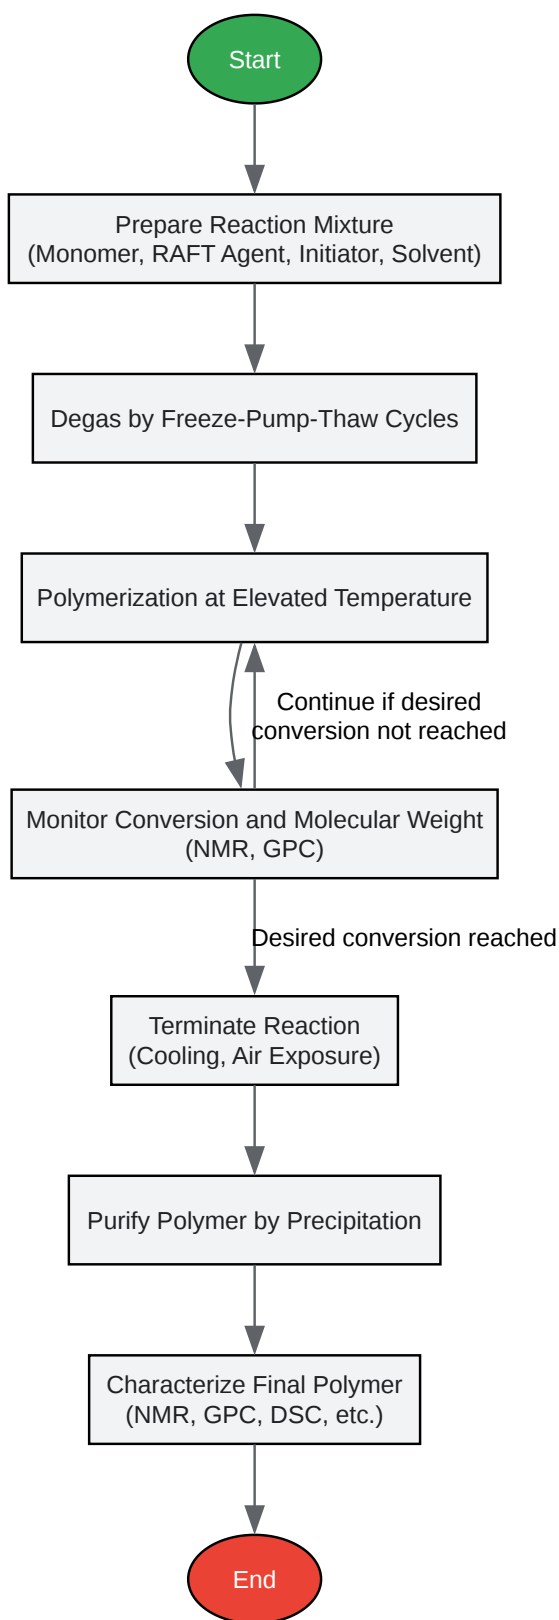 Start
Prepare Reaction Mixture
(Monomer, RAFT Agent, Initiator, Solvent)
Degas by Freeze-Pump-Thaw Cycles
Polymerization at Elevated Temperature
Continue if desired
conversion not reached
Monitor Conversion and Molecular Weight
(NMR, GPC)
Desired conversion reached
Terminate Reaction
(Cooling, Air Exposure)
Purify Polymer by Precipitation
Characterize Final Polymer
(NMR, GPC, DSC, etc.)
End